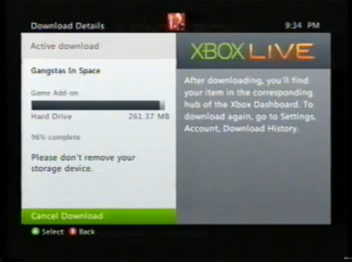 Download Details
9:34 PM
Active download
Gangstas In Space
Game Add-on
Hard Drive 261.37 MB
96% complete
Please don't remove your
storage device.
Cancel Download
XBOX LIVE
After downloading, you'll find
your item in the corresponding
hub of the Xbox Dashboard. To
download again, go to Settings,
Account, Download History.
A Select B Back